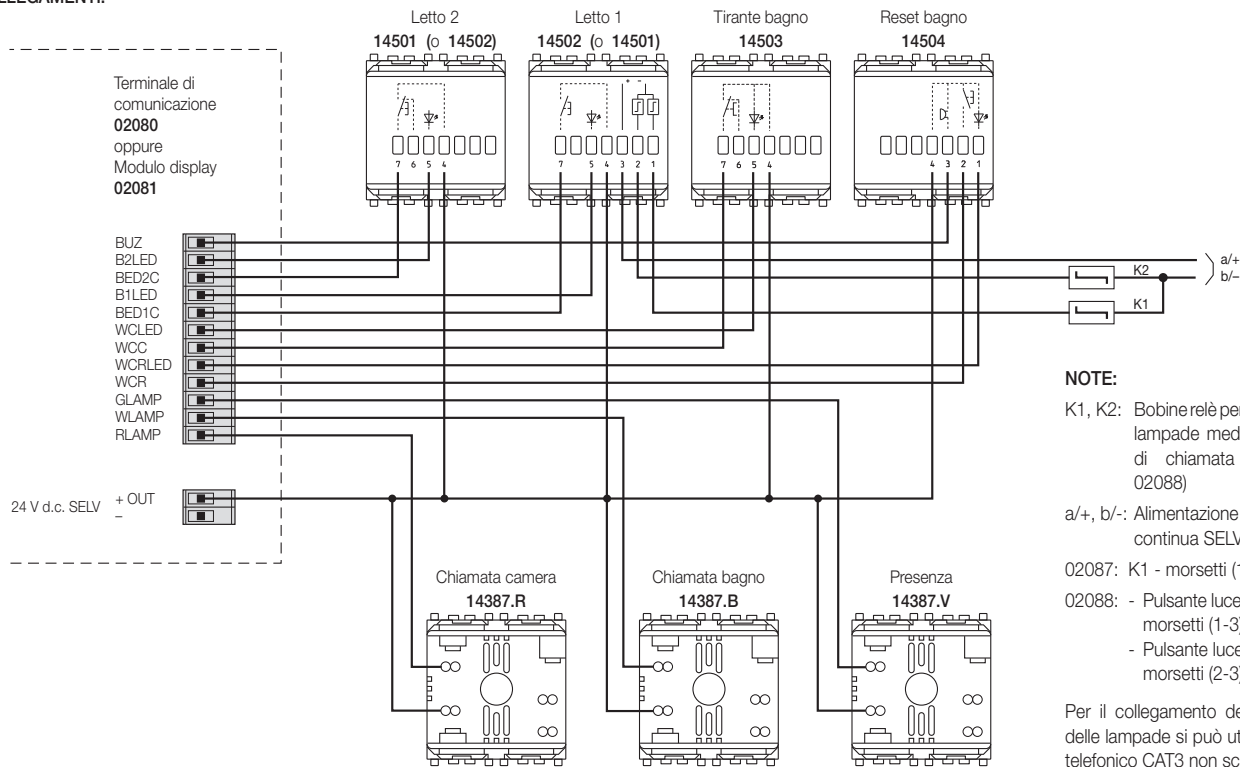 LLEGAMENTI:
Letto 2
14501 (o 14502)
Letto 1
14502 (o 14501)
Tirante bagno
14503
Reset bagno
14504
Terminale di
comunicazione
02080
oppure
Modulo display
02081
7 6 5 4
7 5 4 3 2 1
7 6 5 4
4 3 2 1
+ -
BUZ
B2LED
BED2C
B1LED
BED1C
WCLED
WCC
WCRLED
WCR
GLAMP
WLAMP
RLAMP
24 V d.c. SELV
+ OUT
–
K2
K1
a/+
b/–
NOTE:
K1, K2: Bobine relè per
lampade med
di chiamata
02088)
a/+, b/-: Alimentazione
continua SELV
02087: K1 - morsetti (1
02088: - Pulsante luce
morsetti (1-3)
- Pulsante luce
morsetti (2-3)
Per il collegamento de
delle lampade si può ut
telefonico CAT3 non sc
Chiamata camera
14387.R
Chiamata bagno
14387.B
Presenza
14387.V